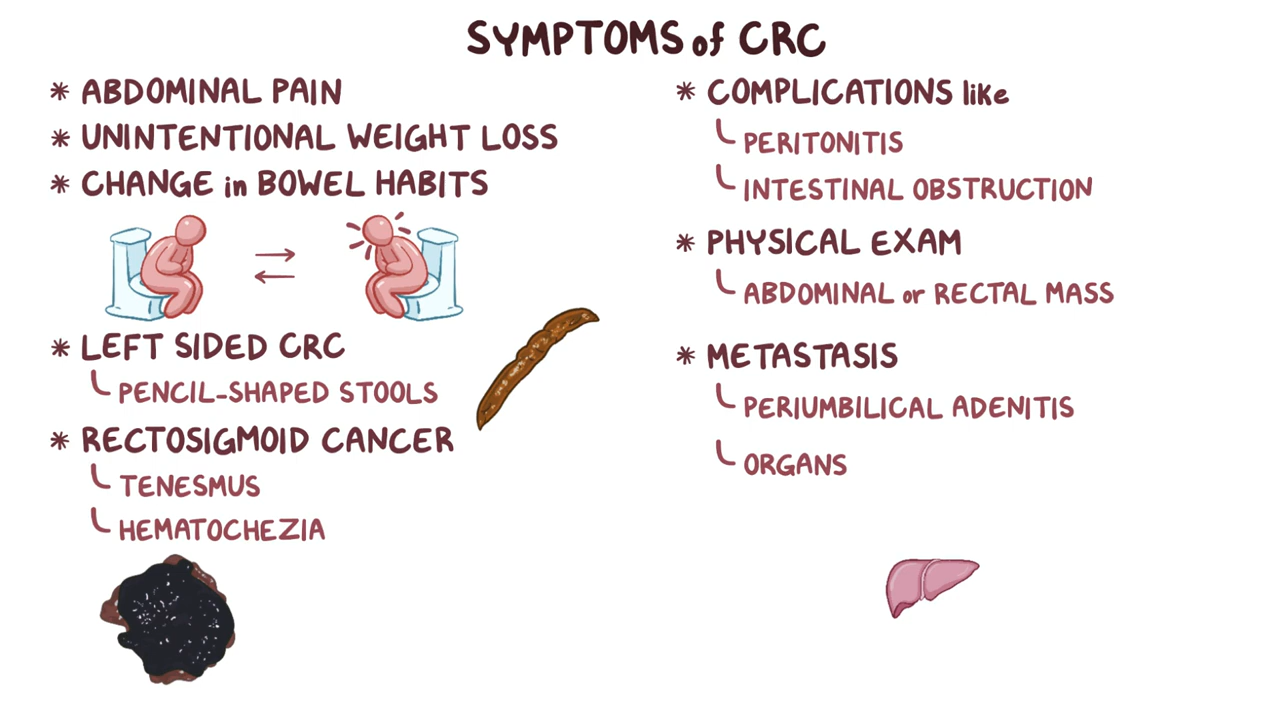 SYMPTOMS of CRC
* ABDOMINAL PAIN
* UNINTENTIONAL WEIGHT LOSS
* CHANGE in BOWEL HABITS
* LEFT SIDED CRC
PENCIL-SHAPED STOOLS
* RECTOSIGMOID CANCER
TENESMUS
HEMATOCHEZIA
* COMPLICATIONS like
PERITONITIS
INTESTINAL OBSTRUCTION
* PHYSICAL EXAM
ABDOMINAL or RECTAL MASS
* METASTASIS
PERIUMBILICAL ADENITIS
ORGANS